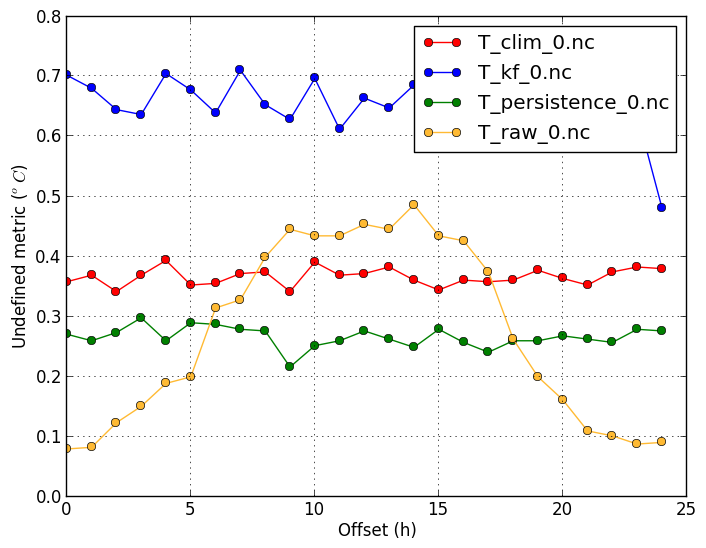 0.8
0.7
0.6
0.5
0.4
0.3
0.2
0.1
0.0
Undefined metric (° C)
T_clim_0.nc
T_kf_0.nc
T_persistence_0.nc
T_raw_0.nc
0 5 10 15 20 25
Offset (h)